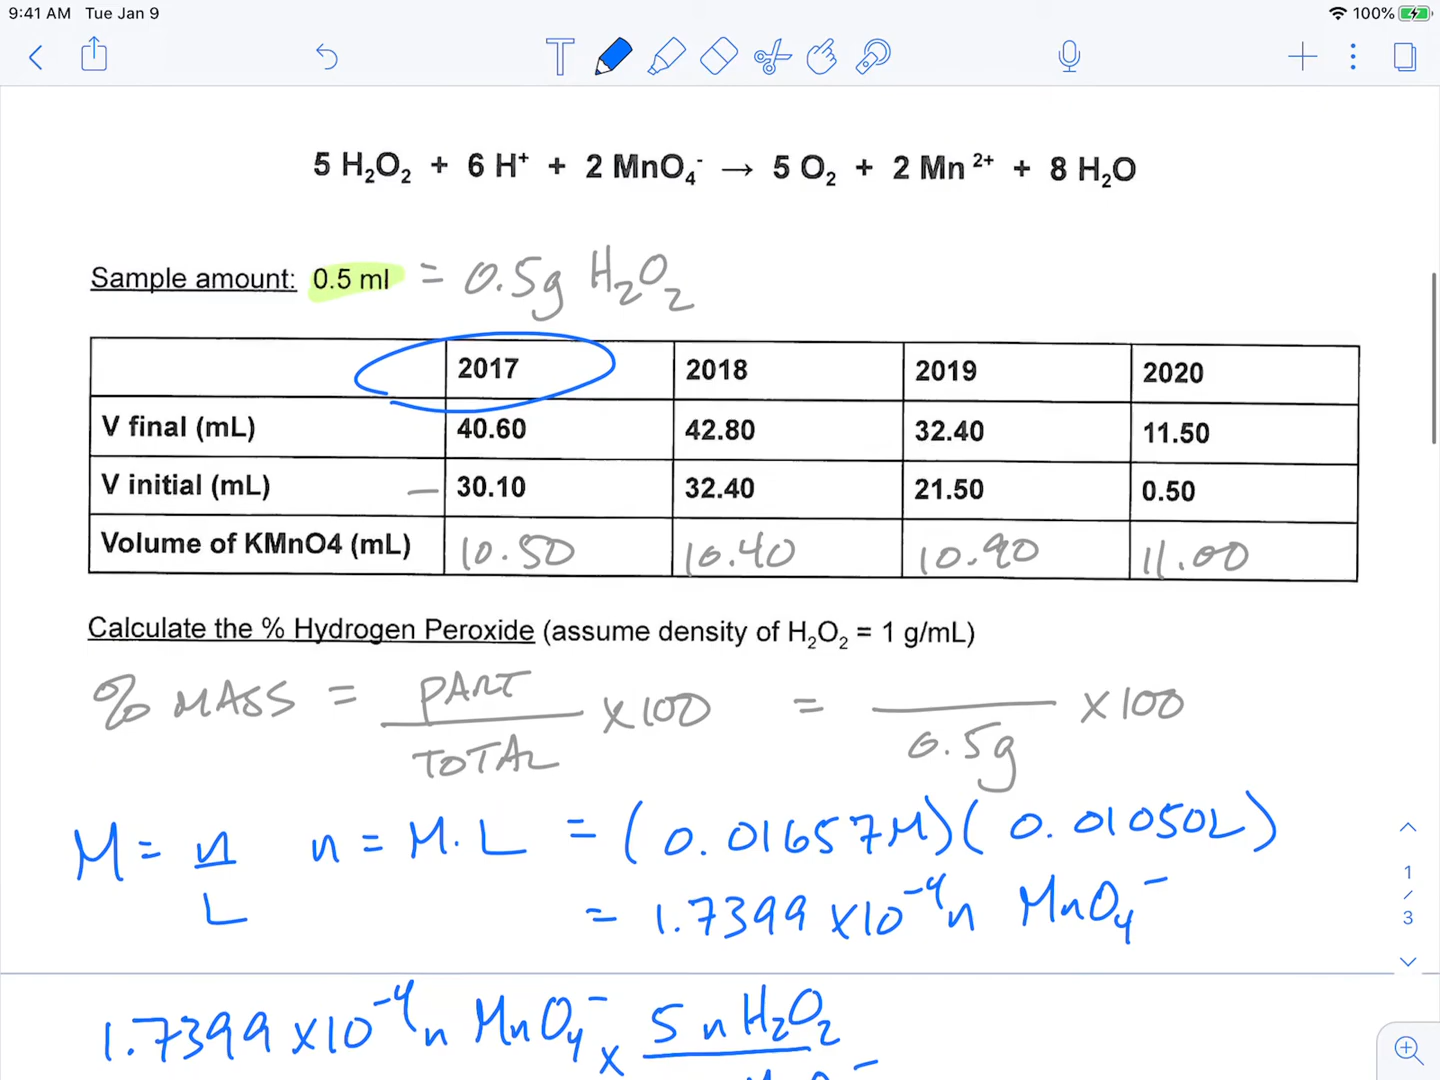 9:41 AM Tue Jan 9
100%
5 H₂O₂ + 6 H⁺ + 2 MnO₄⁻ → 5 O₂ + 2 Mn²⁺ + 8 H₂O
Sample amount: 0.5 ml = 0.5g H₂O₂
2017 2018 2019 2020
V final (mL) 40.60 42.80 32.40 11.50
V initial (mL) — 30.10 32.40 21.50 0.50
Volume of KMnO4 (mL) 10.50 10.40 10.90 11.00
Calculate the % Hydrogen Peroxide (assume density of H₂O₂ = 1 g/mL)
% MASS = PART / TOTAL × 100 = / 0.5g × 100
M = n / L n = M · L = (0.01657M)(0.01050L)
= 1.7399 × 10⁻⁴ n MnO₄⁻
1
/
3
1.7399 × 10⁻⁴ n MnO₄⁻ × 5 n H₂O₂